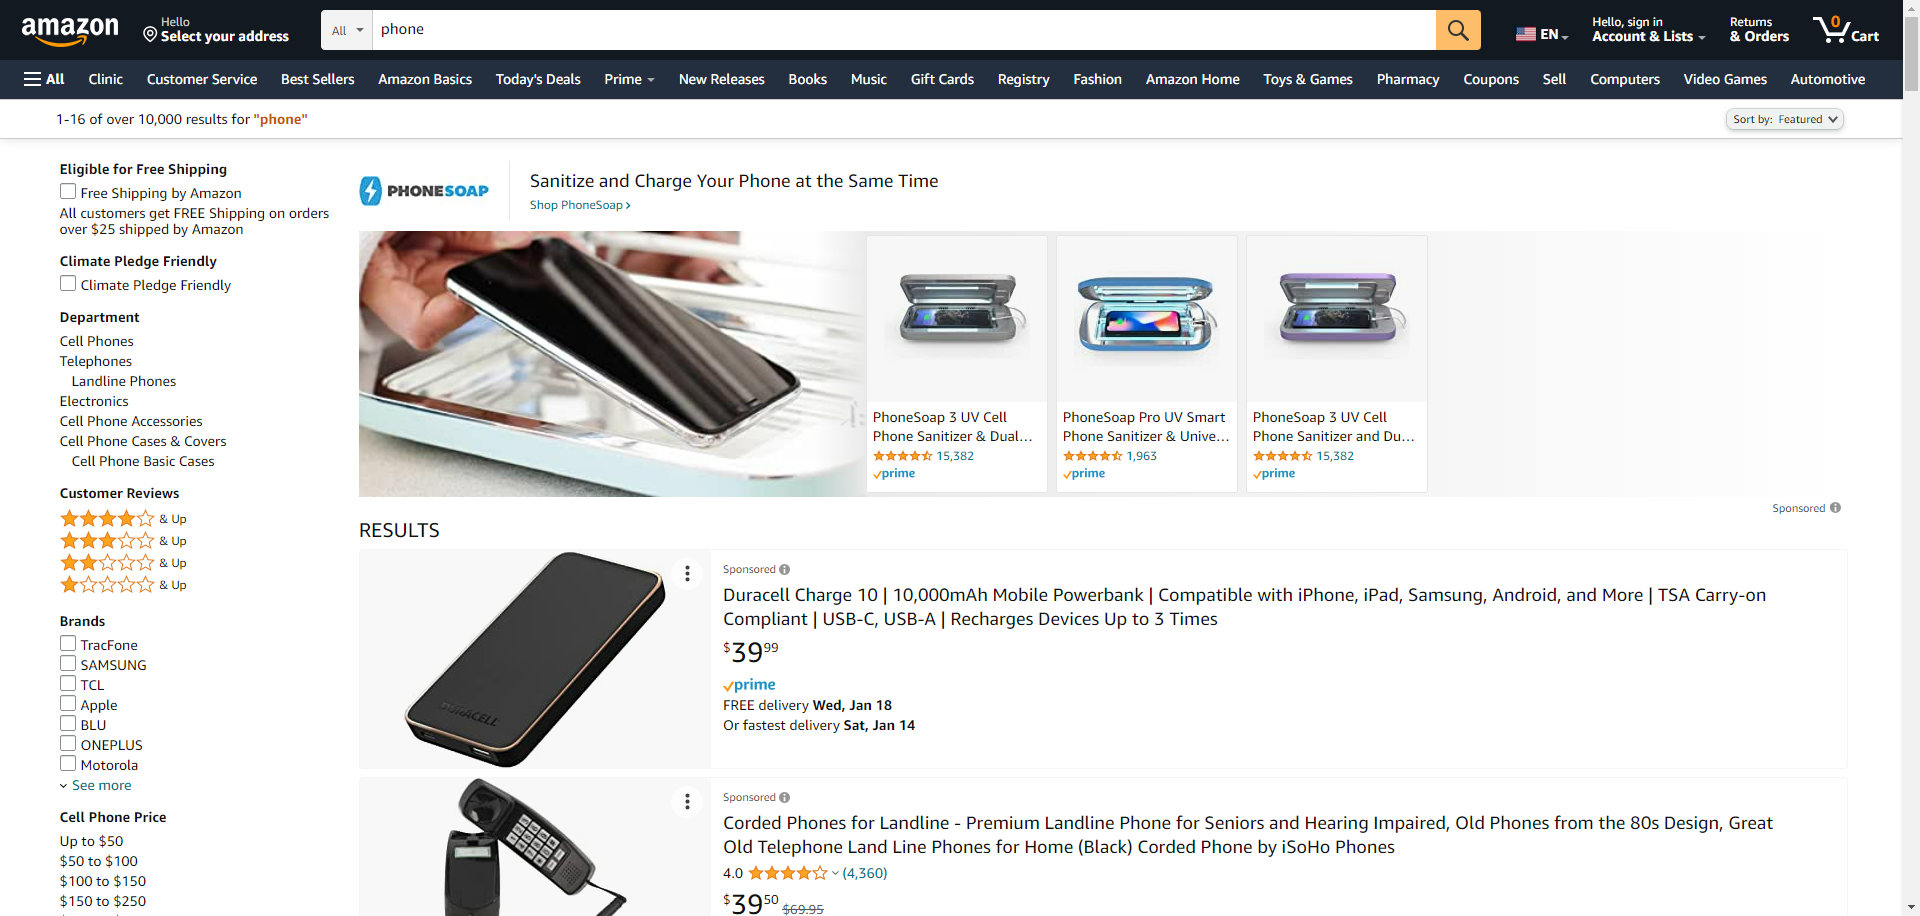 amazon
Hello
Select your address
All
phone
EN
Hello, sign in
Account & Lists
Returns
& Orders
0
Cart
All
Clinic
Customer Service
Best Sellers
Amazon Basics
Today's Deals
Prime
New Releases
Books
Music
Gift Cards
Registry
Fashion
Amazon Home
Toys & Games
Pharmacy
Coupons
Sell
Computers
Video Games
Automotive
1-16 of over 10,000 results for "phone"
Sort by: Featured
Eligible for Free Shipping
Free Shipping by Amazon
All customers get FREE Shipping on orders
over $25 shipped by Amazon
Climate Pledge Friendly
Climate Pledge Friendly
Department
Cell Phones
Telephones
Landline Phones
Electronics
Cell Phone Accessories
Cell Phone Cases & Covers
Cell Phone Basic Cases
Customer Reviews
& Up
& Up
& Up
& Up
Brands
TracFone
SAMSUNG
TCL
Apple
BLU
ONEPLUS
Motorola
See more
Cell Phone Price
Up to $50
$50 to $100
$100 to $150
$150 to $250
PHONESOAP
Sanitize and Charge Your Phone at the Same Time
Shop PhoneSoap ›
PhoneSoap 3 UV Cell
Phone Sanitizer & Dual...
15,382
prime
PhoneSoap Pro UV Smart
Phone Sanitizer & Unive...
1,963
prime
PhoneSoap 3 UV Cell
Phone Sanitizer and Du...
15,382
prime
Sponsored
RESULTS
DURACELL
Sponsored
Duracell Charge 10 | 10,000mAh Mobile Powerbank | Compatible with iPhone, iPad, Samsung, Android, and More | TSA Carry-on
Compliant | USB-C, USB-A | Recharges Devices Up to 3 Times
$39 99
prime
FREE delivery Wed, Jan 18
Or fastest delivery Sat, Jan 14
Sponsored
Corded Phones for Landline - Premium Landline Phone for Seniors and Hearing Impaired, Old Phones from the 80s Design, Great
Old Telephone Land Line Phones for Home (Black) Corded Phone by iSoHo Phones
4.0 (4,360)
$39 50 $69.95